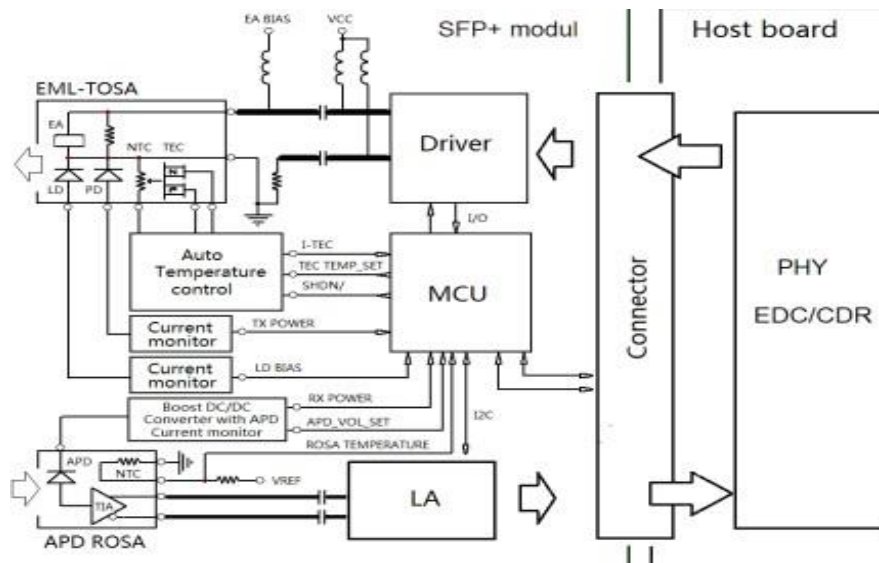 EA BIAS
VCC
SFP+ modul
Host board
EML-TOSA
EA
NTC
TEC
LD
PD
Driver
I/O
Auto
Temperature
control
I-TEC
TEC TEMP_SET
SHDN/
MCU
Connector
PHY
EDC/CDR
Current
monitor
TX POWER
Current
monitor
LD BIAS
Boost DC/DC
Converter with APD
Current monitor
RX POWER
APD_VOL_SET
I2C
ROSA TEMPERATURE
APD
NTC
VREF
TIA
LA
APD ROSA